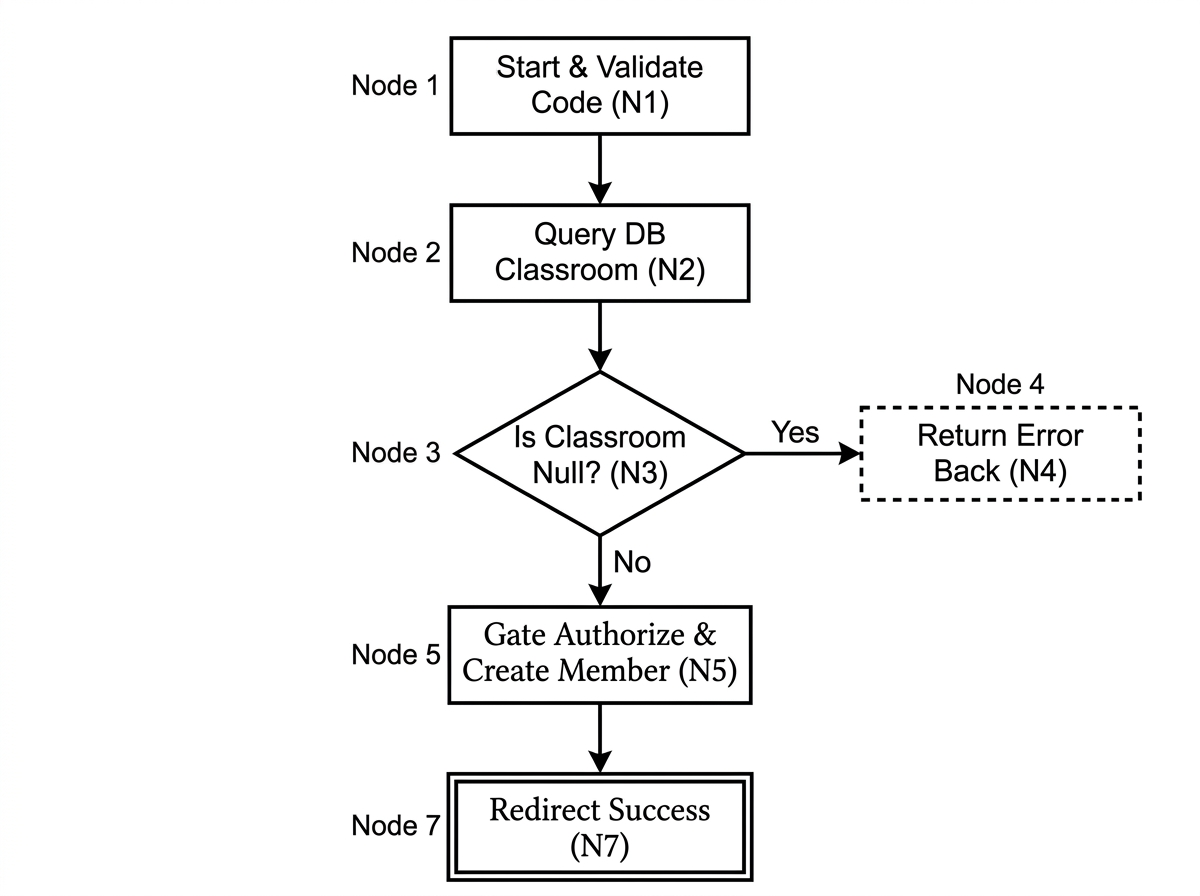 Node 1
Start & Validate
Code (N1)
Node 2
Query DB
Classroom (N2)
Node 3
Is Classroom
Null? (N3)
Yes
Node 4
Return Error
Back (N4)
No
Node 5
Gate Authorize &
Create Member (N5)
Node 7
Redirect Success
(N7)